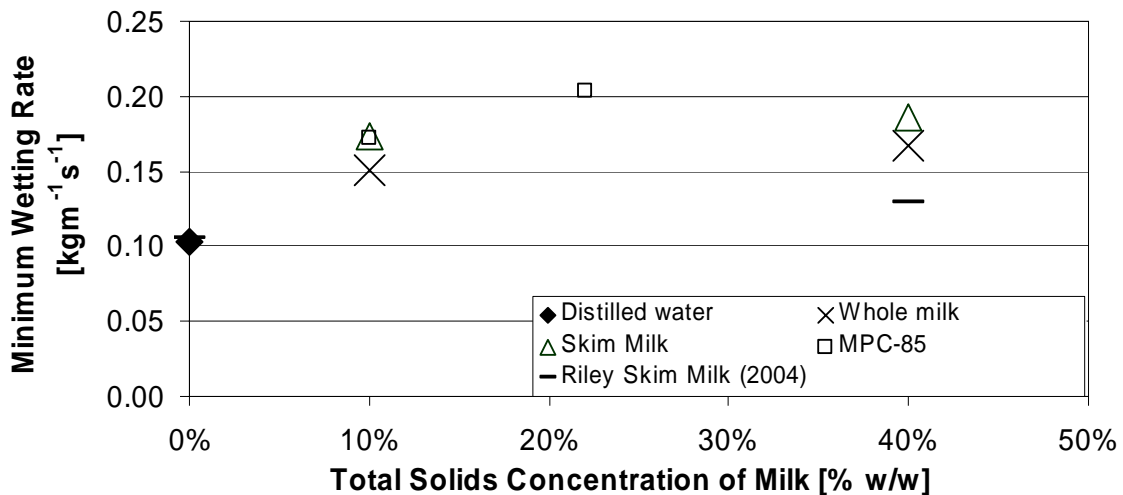 0.25
0.20
0.15
0.10
0.05
0.00
Minimum Wetting Rate
[kgm⁻¹s⁻¹]
Distilled water
Whole milk
Skim Milk
MPC-85
Riley Skim Milk (2004)
0% 10% 20% 30% 40% 50%
Total Solids Concentration of Milk [% w/w]